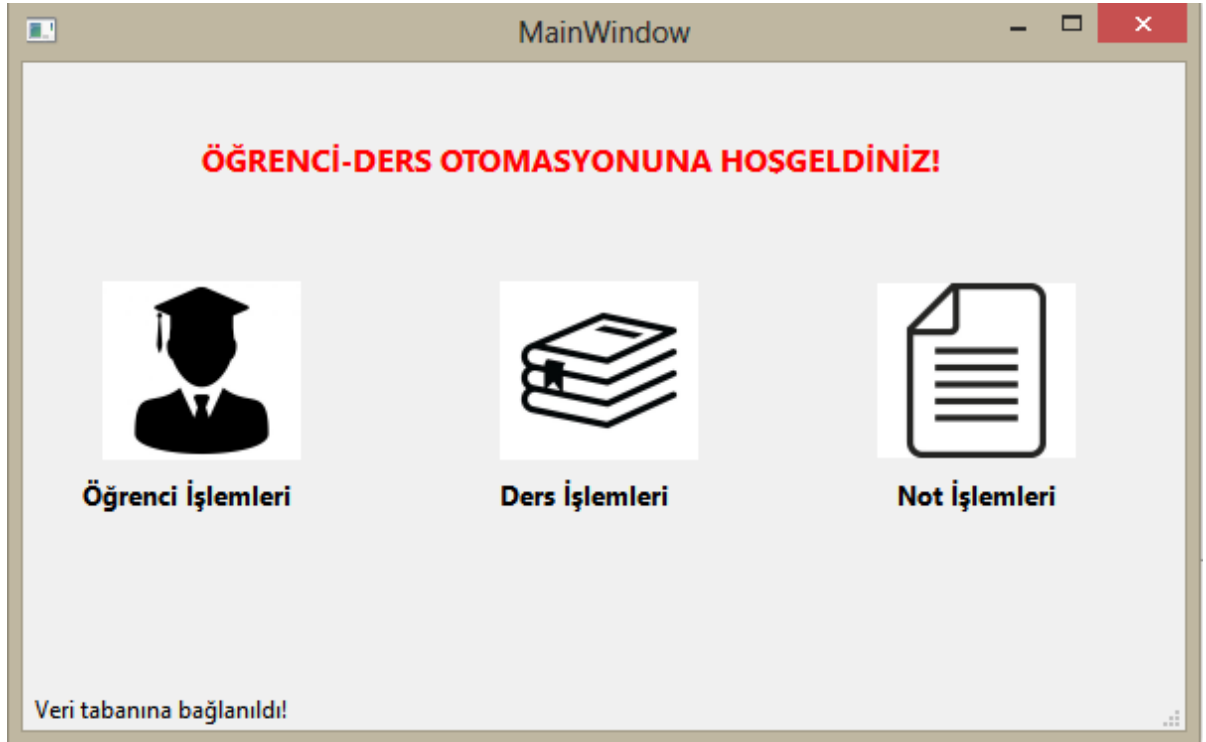 MainWindow
ÖĞRENCİ-DERS OTOMASYONUNA HOŞGELDİNİZ!
Öğrenci İşlemleri
Ders İşlemleri
Not İşlemleri
Veri tabanına bağlanıldı!